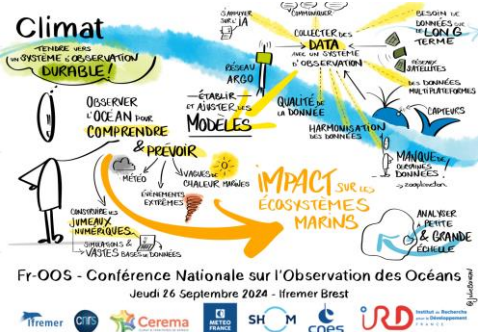 Climat
TENDRE VERS
UN SYSTÈME D'OBSERVATION
DURABLE!
OBSERVER
L'OCÉAN POUR
COMPRENDRE
& PRÉVOIR
MÉTÉO
ÉVÉNEMENTS
EXTRÊMES
VAGUES DE
CHALEUR MARINES
CONSTRUIRE DES
JUMEAUX
NUMÉRIQUES
SIMULATIONS &
VASTES BASES DE DONNÉES
S'APPUYER
SUR L'IA
COMMUNIQUER
COLLECTER DES
DATA
AVEC UN SYSTÈME
D'OBSERVATION
RÉSEAU
ARGO
ÉTABLIR
ET AJUSTER DES
MODÈLES
QUALITÉ DE
LA DONNÉE
HARMONISATION
DES DONNÉES
BESOIN DE
DONNÉES SUR
LE LONG
TERME
RÉSEAUX
SATELLITES
DES DONNÉES
MULTIPLATEFORMES
CAPTEURS
MANQUE DE
CERTAINES
DONNÉES!
→ zooplancton
IMPACT SUR LES
ÉCOSYSTÈMES
MARINS
ANALYSER
À PETITE
& GRANDE
ÉCHELLE
Fr-OOS - Conférence Nationale sur l'Observation des Océans
Jeudi 26 Septembre 2024 - Ifremer Brest
Ifremer
cnrs
Cerema
METEO
FRANCE
SHOM
cnes
IRD
Institut de Recherche
pour le Développement
FRANCE